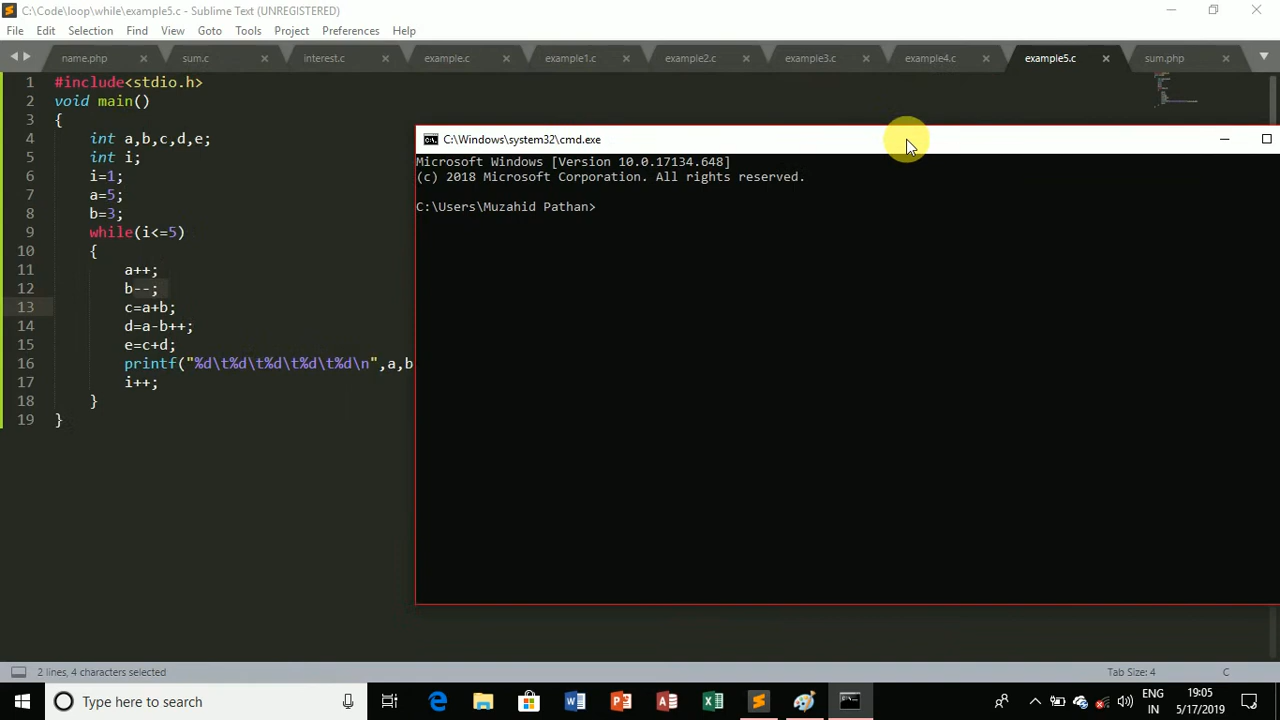 C:\Code\loop\while\example5.c - Sublime Text (UNREGISTERED)
File Edit Selection Find View Goto Tools Project Preferences Help
name.php sum.c interest.c example.c example1.c example2.c example3.c example4.c example5.c sum.php
1 #include<stdio.h>
2 void main()
3 {
4 int a,b,c,d,e;
5 int i;
6 i=1;
7 a=5;
8 b=3;
9 while(i<=5)
10 {
11 a++;
12 b--;
13 c=a+b;
14 d=a-b++;
15 e=c+d;
16 printf("%d\t%d\t%d\t%d\t%d\n",a,b
17 i++;
18 }
19 }
C:\Windows\system32\cmd.exe
Microsoft Windows [Version 10.0.17134.648]
(c) 2018 Microsoft Corporation. All rights reserved.
C:\Users\Muzahid Pathan>
2 lines, 4 characters selected
Tab Size: 4
C
Type here to search
ENG
IN
19:05
5/17/2019